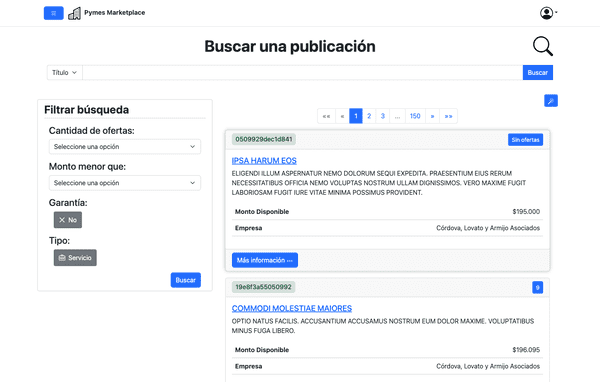 Pymes Marketplace
Buscar una publicación
Título
Buscar
Filtrar búsqueda
Cantidad de ofertas:
Seleccione una opción
Monto menor que:
Seleccione una opción
Garantía:
No
Tipo:
Servicio
Buscar
«« « 1 2 3 ... 150 » »»
0509929dec1d841
Sin ofertas
IPSA HARUM EOS
ELIGENDI ILLUM ASPERNATUR NEMO DOLORUM SEQUI EXPEDITA. PRAESENTIUM EIUS RERUM
NECESSITATIBUS OFFICIA NEMO VOLUPTAS NOSTRUM ULLAM DIGNISSIMOS. VERO MAXIME FUGIT
LABORIOSAM FUGIT IURE VITAE MINIMA POSSIMUS PROVIDENT.
Monto Disponible $195.000
Empresa Córdova, Lovato y Armijo Asociados
Más información ···
19e8f3a55050992
9
COMMODI MOLESTIAE MAIORES
OPTIO NATUS FACILIS. ACCUSANTIUM ACCUSAMUS NOSTRUM EUM DOLOR MAXIME. VOLUPTATIBUS
MINUS FUGA LIBERO.
Monto Disponible $196.095
Empresa Córdova, Lovato y Armijo Asociados